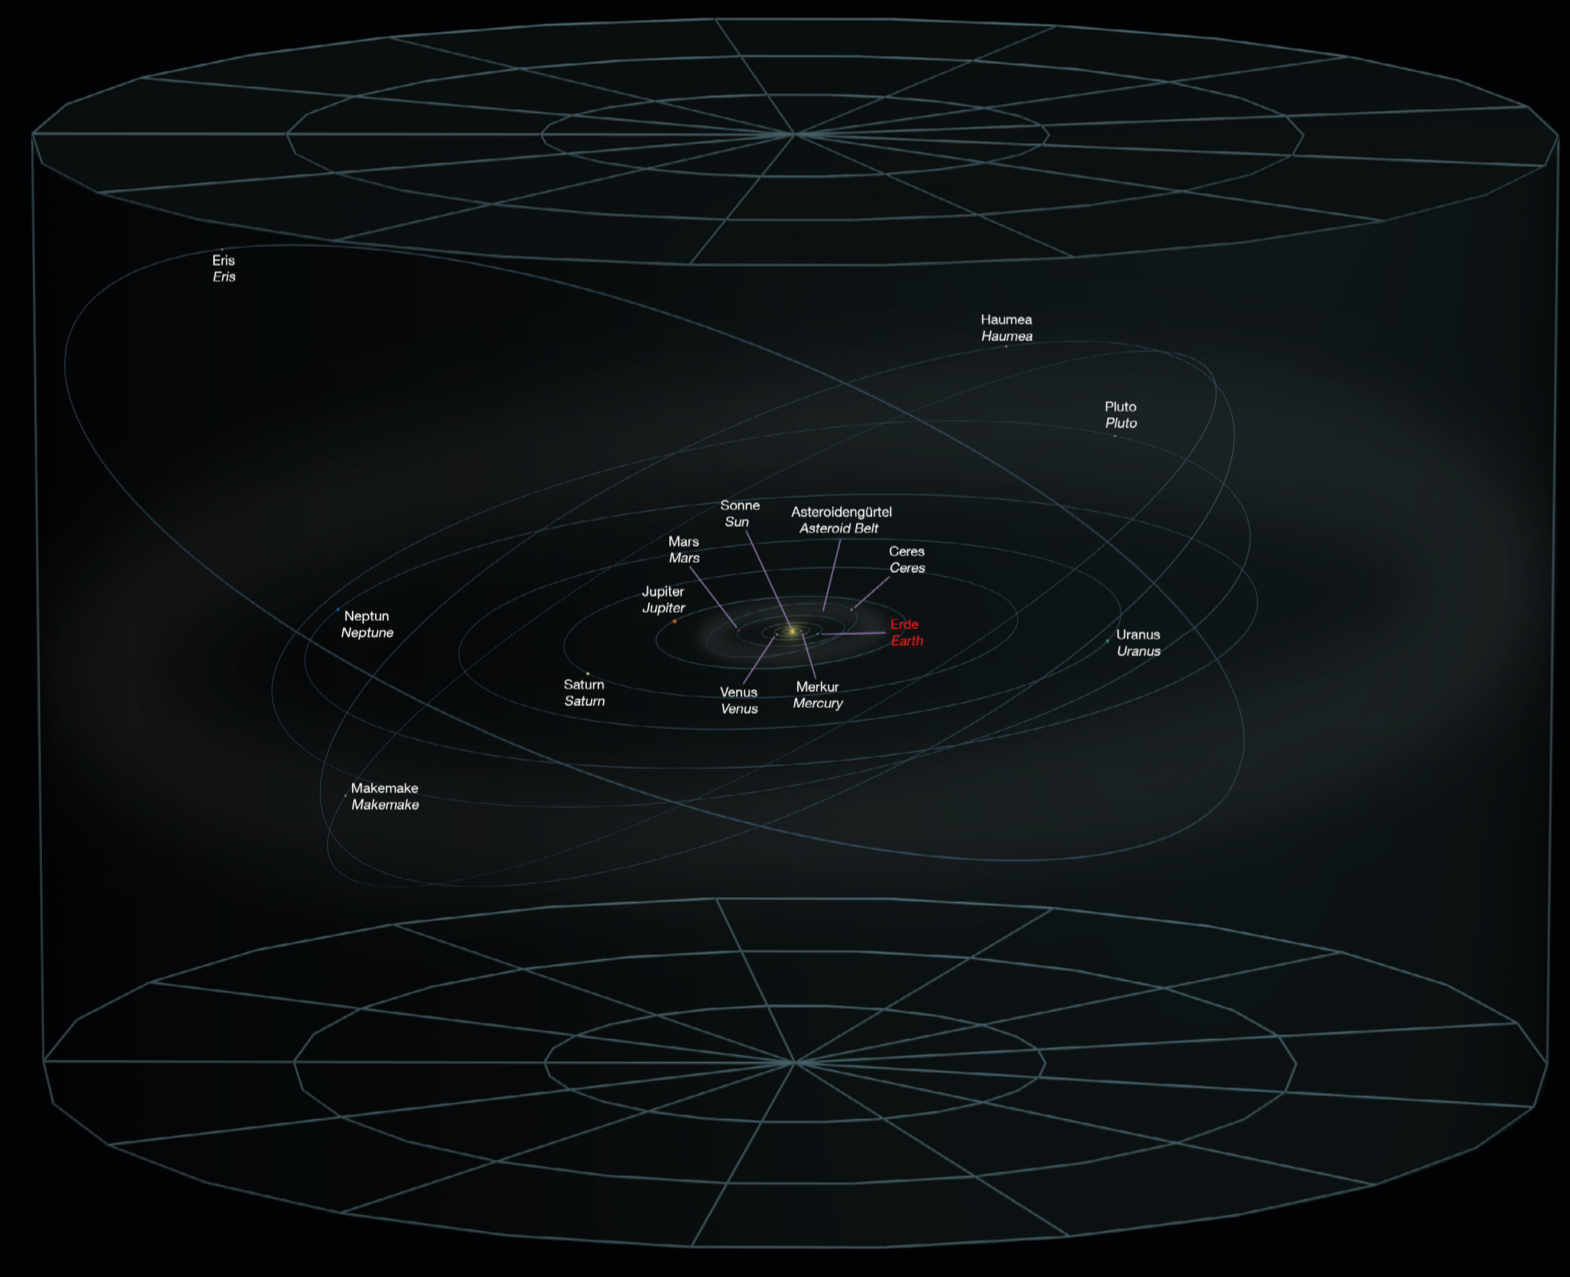 Eris
Eris
Haumea
Haumea
Pluto
Pluto
Sonne
Sun
Asteroidengürtel
Asteroid Belt
Mars
Mars
Ceres
Ceres
Jupiter
Jupiter
Neptun
Neptune
Erde
Earth
Uranus
Uranus
Saturn
Saturn
Venus
Venus
Merkur
Mercury
Makemake
Makemake